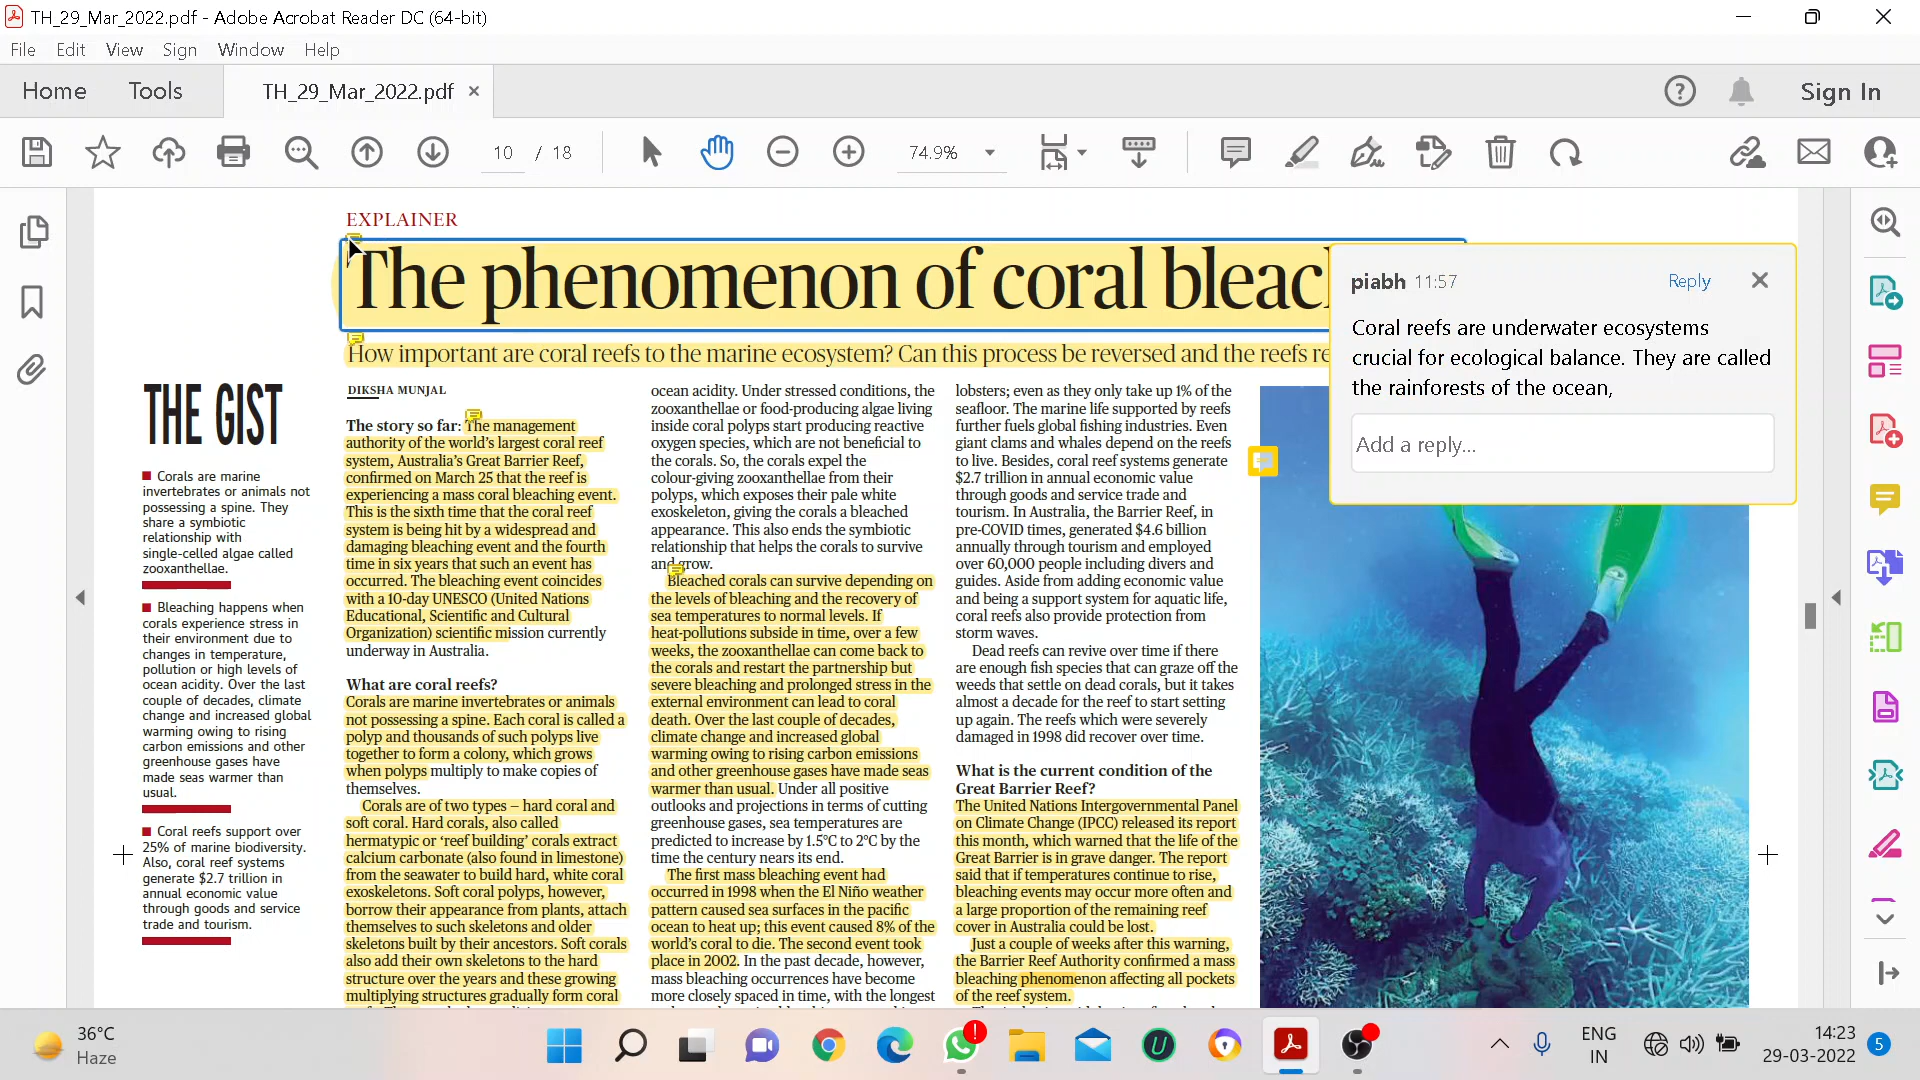 TH_29_Mar_2022.pdf - Adobe Acrobat Reader DC (64-bit)
File Edit View Sign Window Help
Home Tools TH_29_Mar_2022.pdf Sign In
10 / 18 74.9%
EXPLAINER
The phenomenon of coral bleac
How important are coral reefs to the marine ecosystem? Can this process be reversed and the reefs re
piabh 11:57 Reply
Coral reefs are underwater ecosystems
crucial for ecological balance. They are called
the rainforests of the ocean,
Add a reply...
THE GIST
Corals are marine
invertebrates or animals not
possessing a spine. They
share a symbiotic
relationship with
single-celled algae called
zooxanthellae.
Bleaching happens when
corals experience stress in
their environment due to
changes in temperature,
pollution or high levels of
ocean acidity. Over the last
couple of decades, climate
change and increased global
warming owing to rising
carbon emissions and other
greenhouse gases have
made seas warmer than
usual.
Coral reefs support over
25% of marine biodiversity.
Also, coral reef systems
generate $2.7 trillion in
annual economic value
through goods and service
trade and tourism.
DIKSHA MUNJAL
The story so far: The management
authority of the world's largest coral reef
system, Australia's Great Barrier Reef,
confirmed on March 25 that the reef is
experiencing a mass coral bleaching event.
This is the sixth time that the coral reef
system is being hit by a widespread and
damaging bleaching event and the fourth
time in six years that such an event has
occurred. The bleaching event coincides
with a 10-day UNESCO (United Nations
Educational, Scientific and Cultural
Organization) scientific mission currently
underway in Australia.
What are coral reefs?
Corals are marine invertebrates or animals
not possessing a spine. Each coral is called a
polyp and thousands of such polyps live
together to form a colony, which grows
when polyps multiply to make copies of
themselves.
Corals are of two types – hard coral and
soft coral. Hard corals, also called
hermatypic or 'reef building' corals extract
calcium carbonate (also found in limestone)
from the seawater to build hard, white coral
exoskeletons. Soft coral polyps, however,
borrow their appearance from plants, attach
themselves to such skeletons and older
skeletons built by their ancestors. Soft corals
also add their own skeletons to the hard
structure over the years and these growing
multiplying structures gradually form coral
ocean acidity. Under stressed conditions, the
zooxanthellae or food-producing algae living
inside coral polyps start producing reactive
oxygen species, which are not beneficial to
the corals. So, the corals expel the
colour-giving zooxanthellae from their
polyps, which exposes their pale white
exoskeleton, giving the corals a bleached
appearance. This also ends the symbiotic
relationship that helps the corals to survive
and grow.
Bleached corals can survive depending on
the levels of bleaching and the recovery of
sea temperatures to normal levels. If
heat-pollutions subside in time, over a few
weeks, the zooxanthellae can come back to
the corals and restart the partnership but
severe bleaching and prolonged stress in the
external environment can lead to coral
death. Over the last couple of decades,
climate change and increased global
warming owing to rising carbon emissions
and other greenhouse gases have made seas
warmer than usual. Under all positive
outlooks and projections in terms of cutting
greenhouse gases, sea temperatures are
predicted to increase by 1.5°C to 2°C by the
time the century nears its end.
The first mass bleaching event had
occurred in 1998 when the El Niño weather
pattern caused sea surfaces in the pacific
ocean to heat up; this event caused 8% of the
world's coral to die. The second event took
place in 2002. In the past decade, however,
mass bleaching occurrences have become
more closely spaced in time, with the longest
lobsters; even as they only take up 1% of the
seafloor. The marine life supported by reefs
further fuels global fishing industries. Even
giant clams and whales depend on the reefs
to live. Besides, coral reef systems generate
$2.7 trillion in annual economic value
through goods and service trade and
tourism. In Australia, the Barrier Reef, in
pre-COVID times, generated $4.6 billion
annually through tourism and employed
over 60,000 people including divers and
guides. Aside from adding economic value
and being a support system for aquatic life,
coral reefs also provide protection from
storm waves.
Dead reefs can revive over time if there
are enough fish species that can graze off the
weeds that settle on dead corals, but it takes
almost a decade for the reef to start setting
up again. The reefs which were severely
damaged in 1998 did recover over time.
What is the current condition of the
Great Barrier Reef?
The United Nations Intergovernmental Panel
on Climate Change (IPCC) released its report
this month, which warned that the life of the
Great Barrier is in grave danger. The report
said that if temperatures continue to rise,
bleaching events may occur more often and
a large proportion of the remaining reef
cover in Australia could be lost.
Just a couple of weeks after this warning,
the Barrier Reef Authority confirmed a mass
bleaching phenomenon affecting all pockets
of the reef system.
36°C
Haze
ENG
IN
14:23
29-03-2022
5